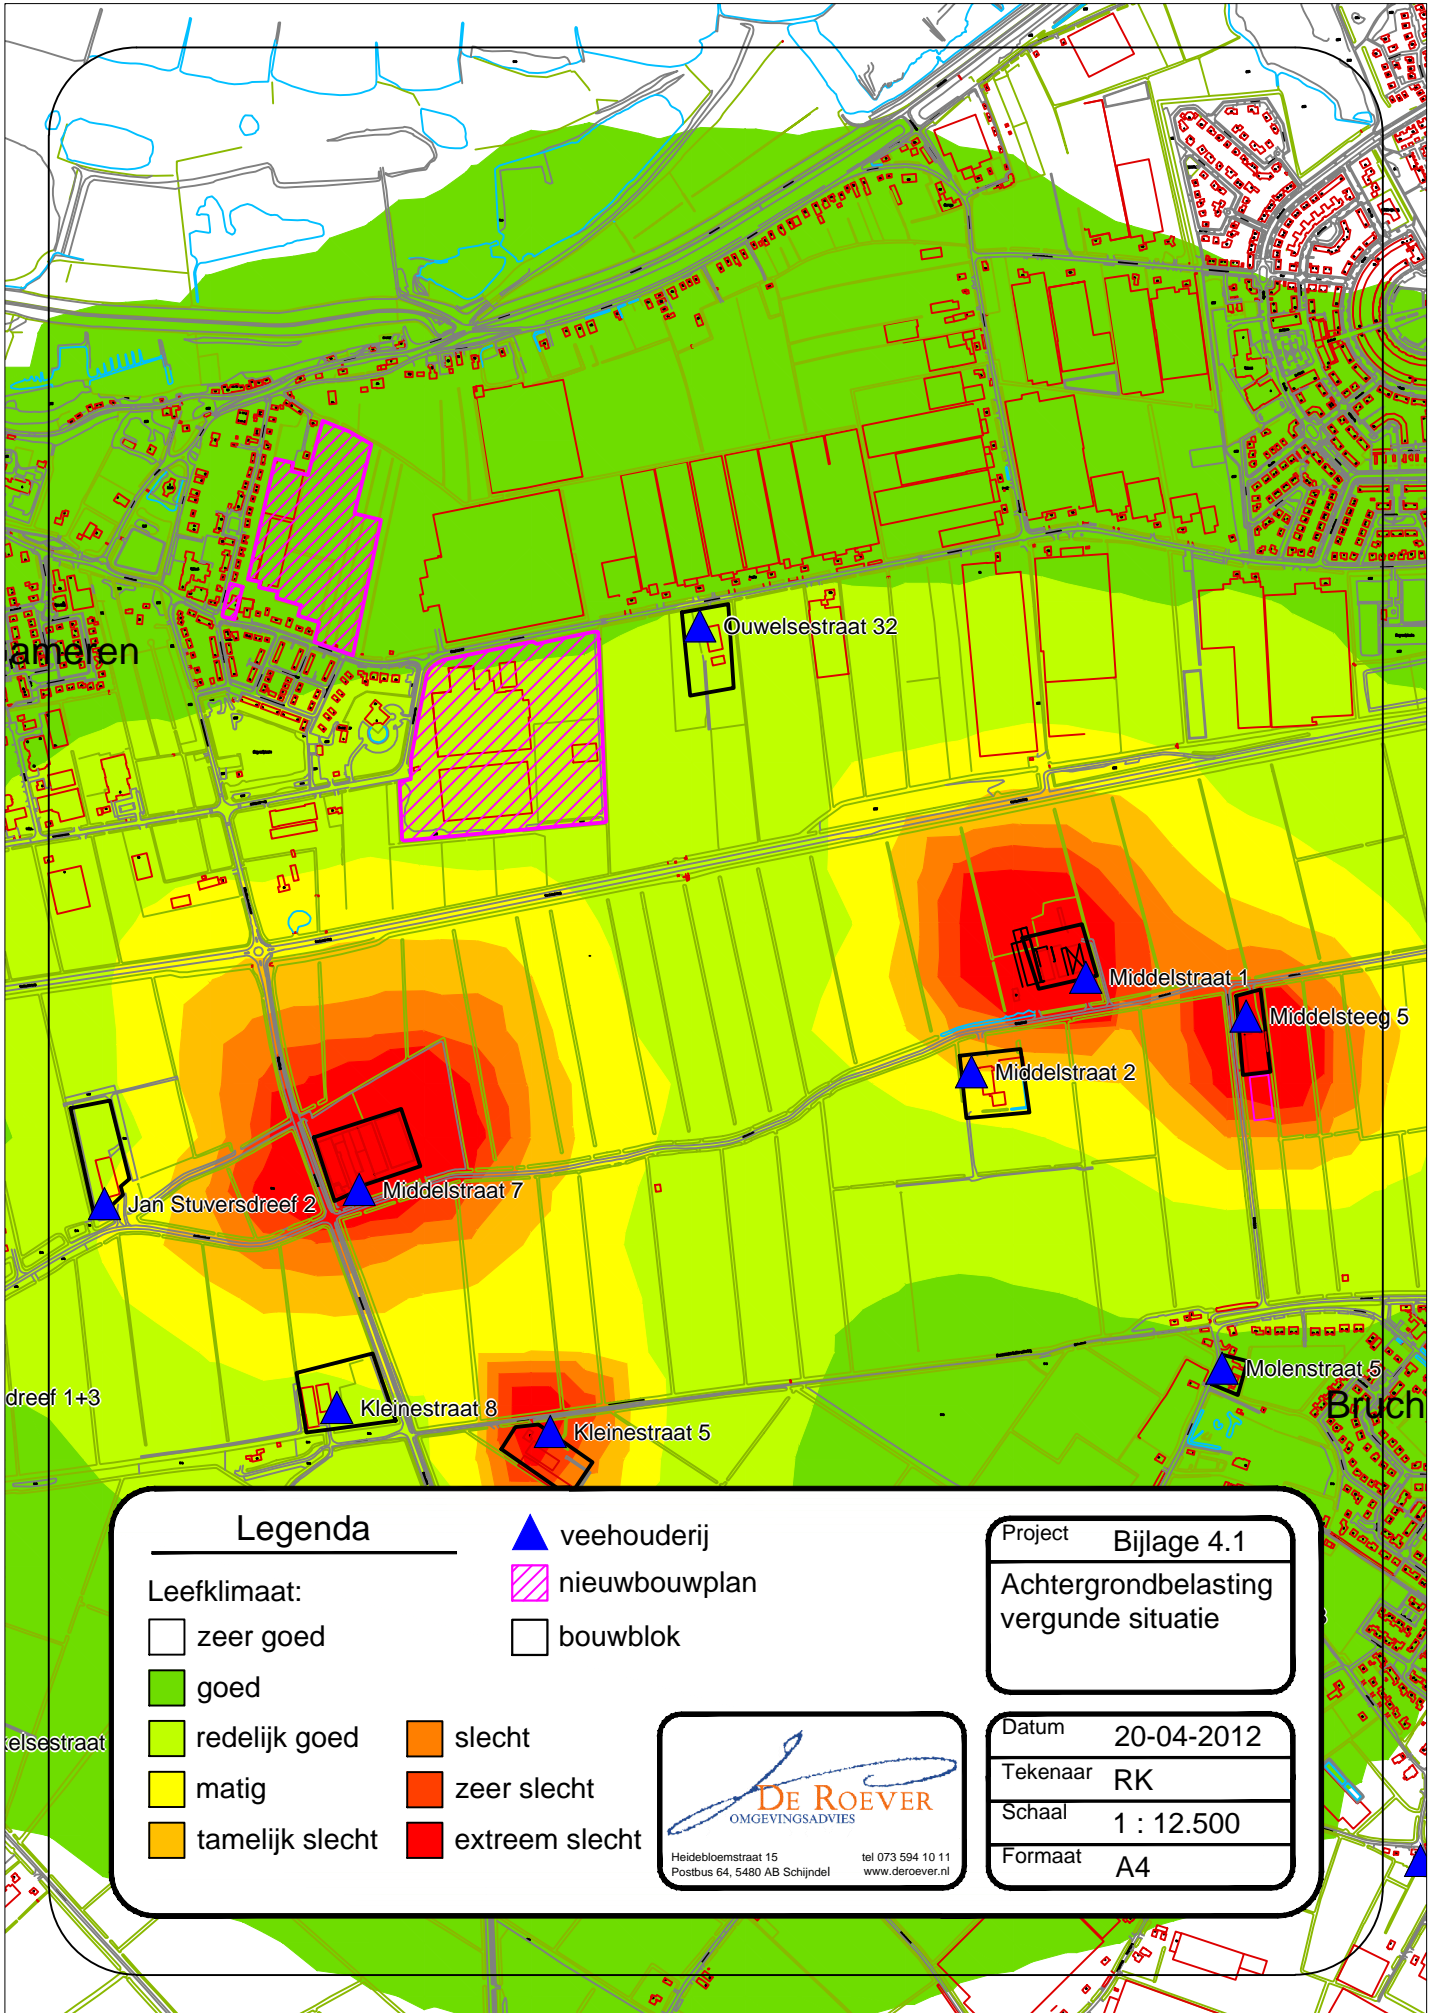 Ouwelsestraat 32
ameren
Middelstraat 1
Middelsteeg 5
Middelstraat 2
Middelstraat 7
Jan Stuversdreef 2
Molenstraat 5
dreef 1+3
Kleinestraat 8
Bruch
Kleinestraat 5
Legenda
Leefklimaat:
zeer goed
goed
redelijk goed
matig
tamelijk slecht
slecht
zeer slecht
extreem slecht
veehouderij
nieuwbouwplan
bouwblok
elsestraat
DE ROEVER
OMGEVINGSADVIES
Heidebloemstraat 15 tel 073 594 10 11
Postbus 64, 5480 AB Schijndel www.deroever.nl
Project Bijlage 4.1
Achtergrondbelasting
vergunde situatie
Datum 20-04-2012
Tekenaar RK
Schaal 1 : 12.500
Formaat A4